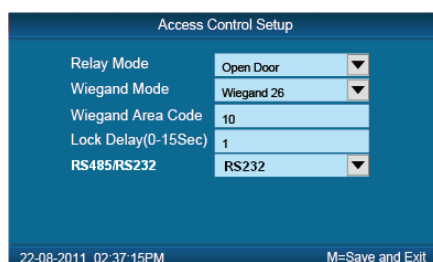 Access Control Setup
Relay Mode Open Door
Wiegand Mode Wiegand 26
Wiegand Area Code 10
Lock Delay(0-15Sec) 1
RS485/RS232 RS232
22-08-2011 02:37:15PM M=Save and Exit